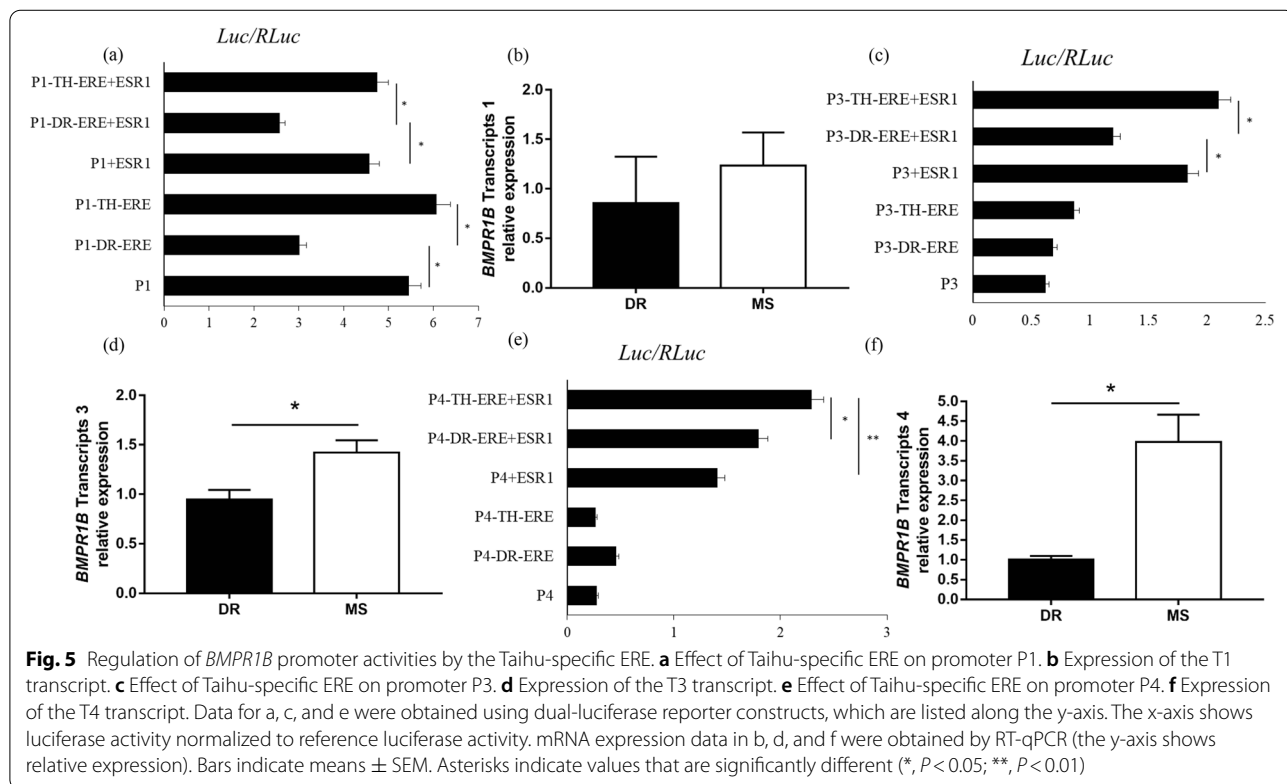 (a)
Luc/RLuc
P1-TH-ERE+ESR1
P1-DR-ERE+ESR1
P1+ESR1
P1-TH-ERE
P1-DR-ERE
P1
*
*
*
*
0 1 2 3 4 5 6 7
(b)
BMPR1B Transcripts 1
relative expression
2.0
1.5
1.0
0.5
0.0
DR MS
(c)
Luc/RLuc
P3-TH-ERE+ESR1
P3-DR-ERE+ESR1
P3+ESR1
P3-TH-ERE
P3-DR-ERE
P3
*
*
0 0.5 1 1.5 2 2.5
(d)
BMPR1B Transcripts 3
relative expression
2.0
1.5
1.0
0.5
0.0
*
DR MS
(e)
Luc/RLuc
P4-TH-ERE+ESR1
P4-DR-ERE+ESR1
P4+ESR1
P4-TH-ERE
P4-DR-ERE
P4
*
**
0 1 2 3
(f)
BMPR1B Transcripts 4
relative expression
5.0
4.5
4.0
3.5
3.0
2.5
2.0
1.5
1.0
0.5
0.0
*
DR MS
Fig. 5 Regulation of BMPR1B promoter activities by the Taihu-specific ERE. a Effect of Taihu-specific ERE on promoter P1. b Expression of the T1
transcript. c Effect of Taihu-specific ERE on promoter P3. d Expression of the T3 transcript. e Effect of Taihu-specific ERE on promoter P4. f Expression
of the T4 transcript. Data for a, c, and e were obtained using dual-luciferase reporter constructs, which are listed along the y-axis. The x-axis shows
luciferase activity normalized to reference luciferase activity. mRNA expression data in b, d, and f were obtained by RT-qPCR (the y-axis shows
relative expression). Bars indicate means ± SEM. Asterisks indicate values that are significantly different (*, P < 0.05; **, P < 0.01)